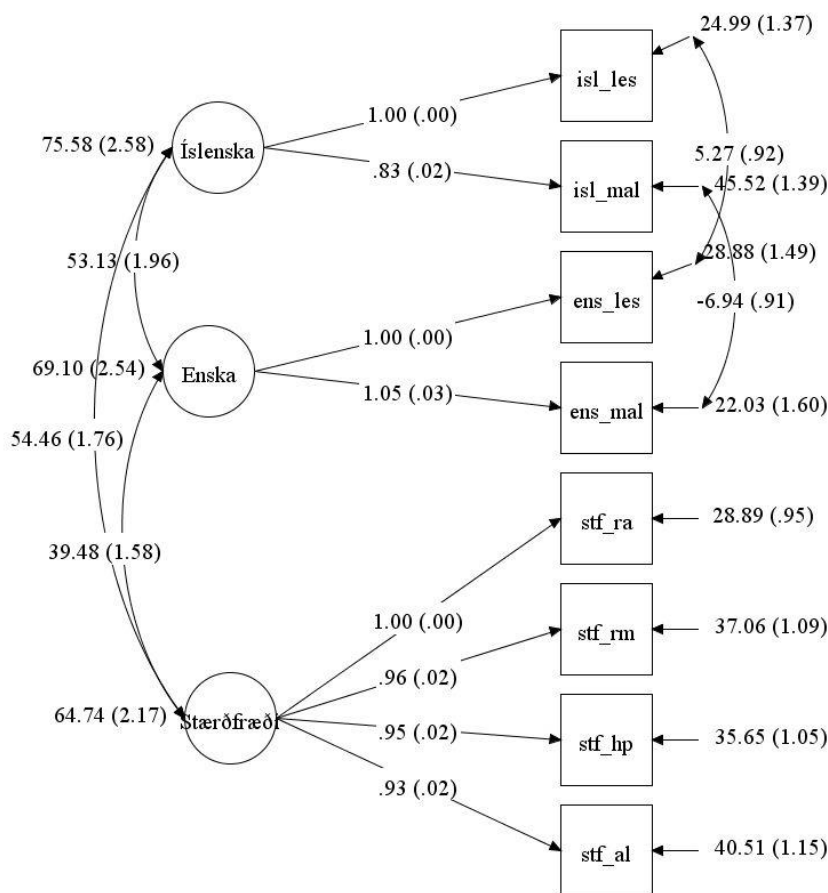 24.99 (1.37)
isl_les
1.00 (.00)
75.58 (2.58)
Íslenska
5.27 (.92)
.83 (.02)
isl_mal
45.52 (1.39)
53.13 (1.96)
28.88 (1.49)
ens_les
-6.94 (.91)
1.00 (.00)
69.10 (2.54)
Enska
1.05 (.03)
ens_mal
22.03 (1.60)
54.46 (1.76)
stf_ra
28.89 (.95)
39.48 (1.58)
1.00 (.00)
stf_rm
37.06 (1.09)
.96 (.02)
64.74 (2.17)
Stærðfræði
.95 (.02)
stf_hp
35.65 (1.05)
.93 (.02)
stf_al
40.51 (1.15)